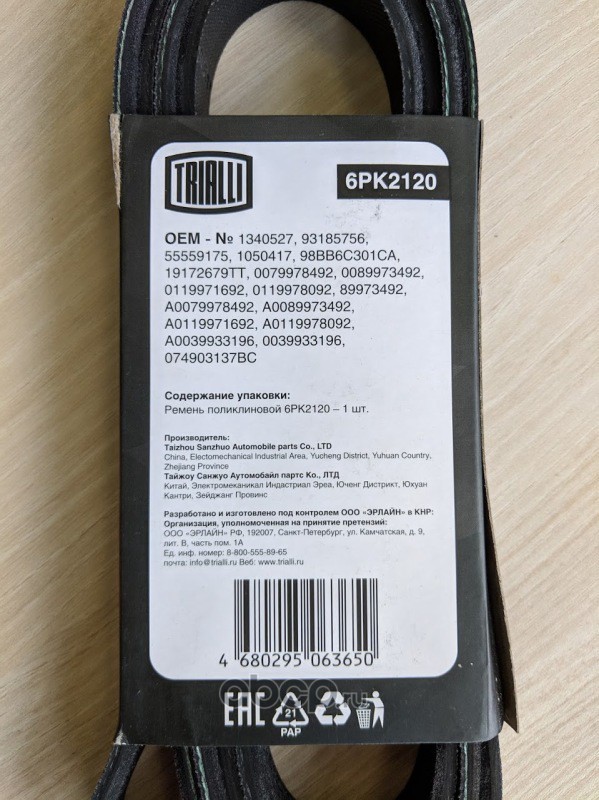 TRIALLI
6PK2120
OEM - № 1340527, 93185756,
55559175, 1050417, 98BB6C301CA,
19172679TT, 0079978492, 0089973492,
0119971692, 0119978092, 89973492,
A0079978492, A0089973492,
A0119971692, A0119978092,
A0039933196, 0039933196,
074903137BC
Содержание упаковки:
Ремень поликлиновой 6PK2120 – 1 шт.
Производитель:
Taizhou Sanzhuo Automobile parts Co., LTD
China, Electomechanical Industrial Area, Yucheng District, Yuhuan Country,
Zhejiang Province
Тайжоу Санжуо Аутомобайл партс Ко., ЛТД
Китай, Электромеханикал Индастриал Эреа, Юченг Дистрикт, Юхуан
Кантри, Зейджанг Провинс
Разработано и изготовлено под контролем ООО «ЭРЛАЙН» в КНР:
Организация, уполномоченная на принятие претензий:
ООО «ЭРЛАЙН» РФ, 192007, Санкт-Петербург, ул. Камчатская, д. 9,
лит. В, часть пом. 1А
Ед. инф. номер: 8-800-555-89-65
почта: info@trialli.ru Веб: www.trialli.ru
4 680295 063650
EAC
21
PAP